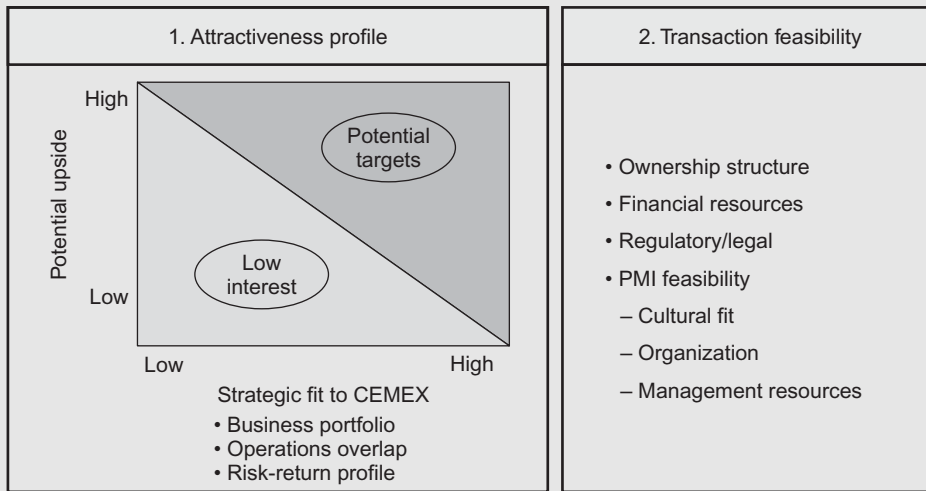 1. Attractiveness profile
High
Potential upside
Low
Potential
targets
Low
interest
Low
High
Strategic fit to CEMEX
• Business portfolio
• Operations overlap
• Risk-return profile
2. Transaction feasibility
• Ownership structure
• Financial resources
• Regulatory/legal
• PMI feasibility
– Cultural fit
– Organization
– Management resources